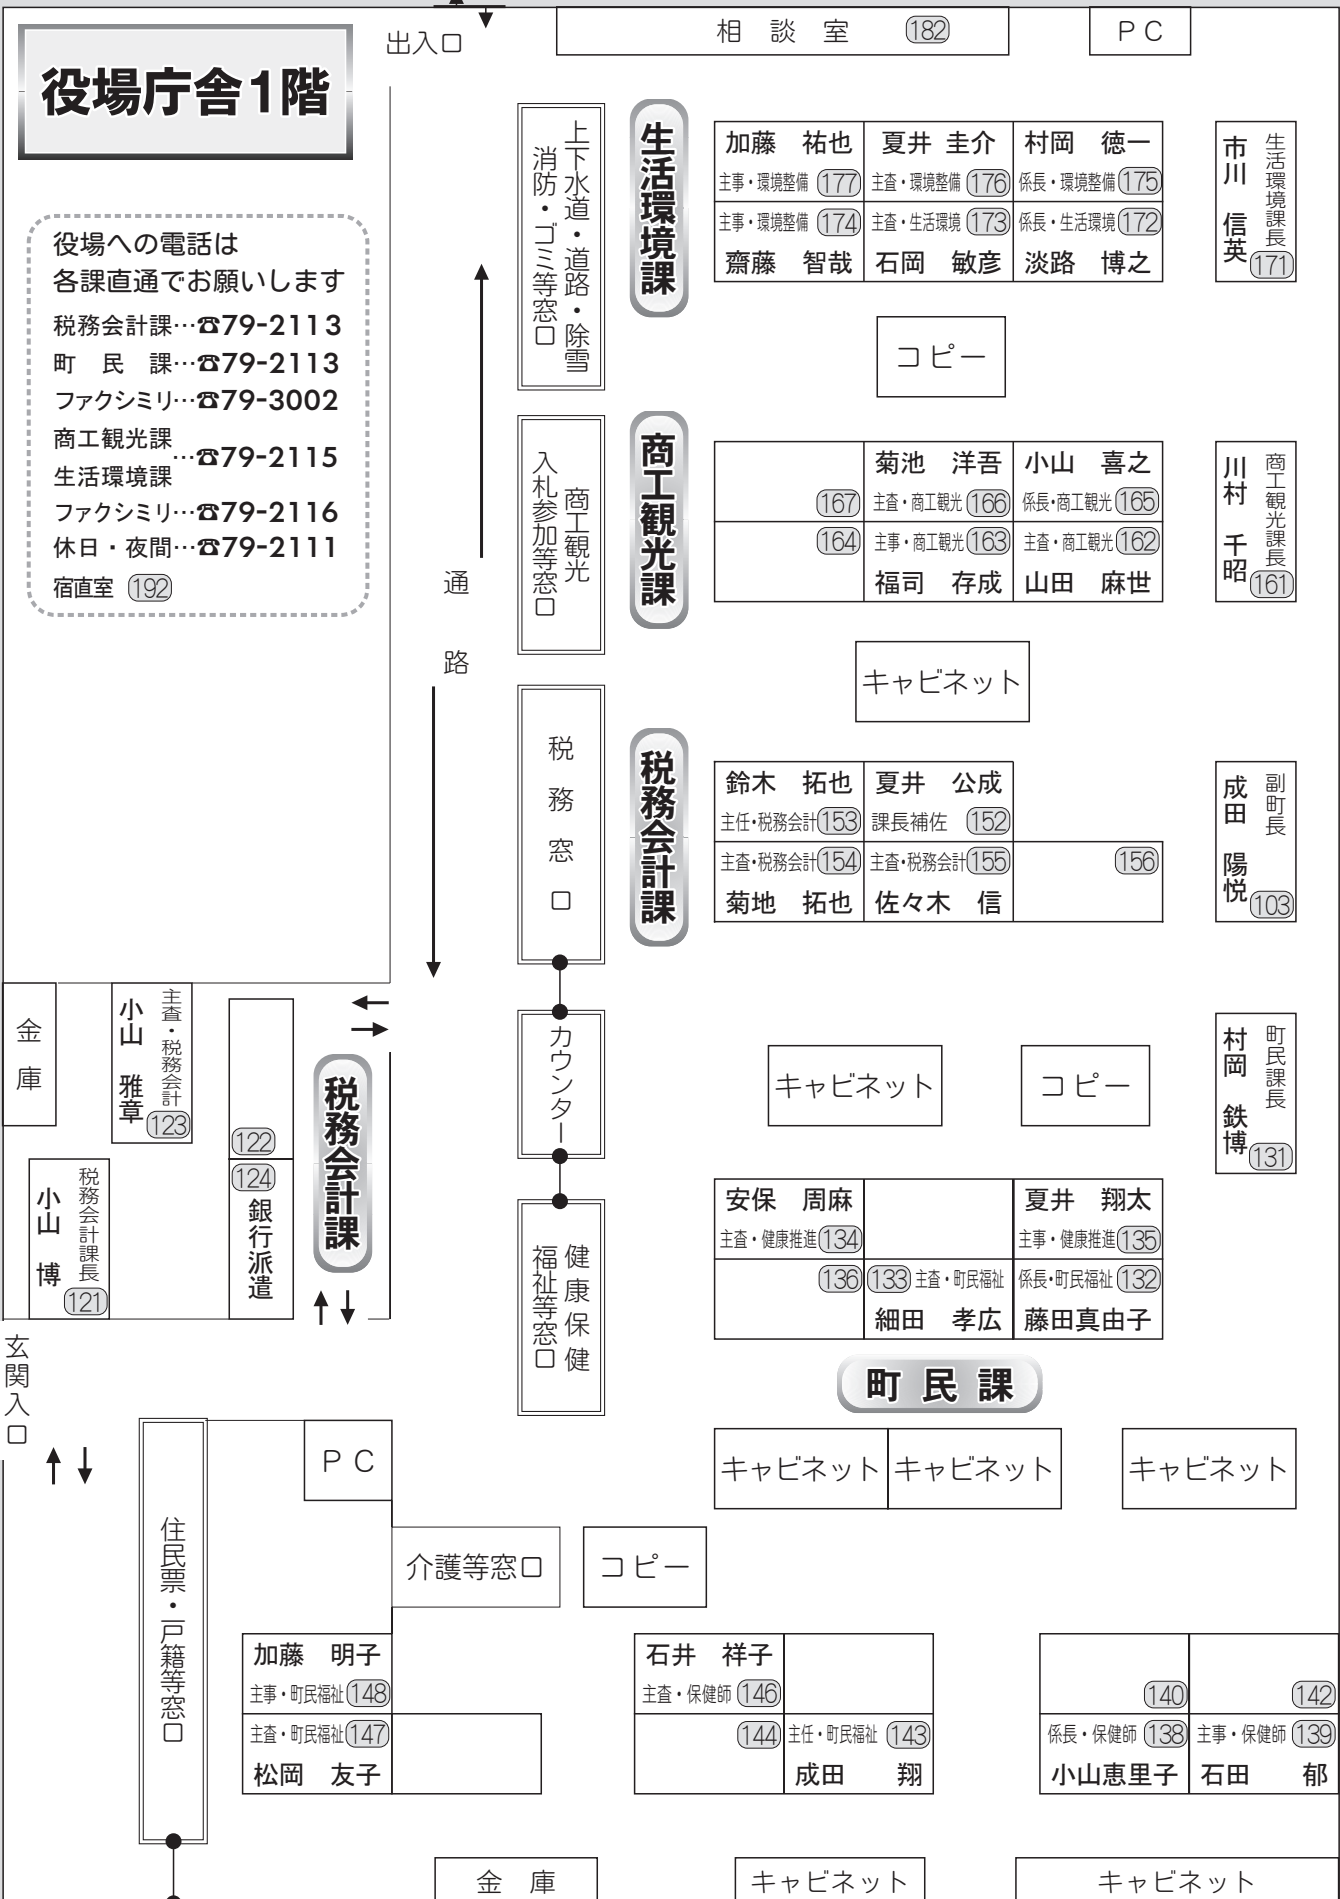 出入口
相談室 182
PC
役場庁舎1階
役場への電話は
各課直通でお願いします
税務会計課…☎79-2113
町民課…☎79-2113
ファクシミリ…☎79-3002
商工観光課
生活環境課
…☎79-2115
ファクシミリ…☎79-2116
休日・夜間…☎79-2111
宿直室 192
通路
上下水道・道路・除雪
消防・ゴミ等窓口
生活環境課
加藤 祐也 夏井 圭介 村岡 徳一
主事・環境整備 177 主査・環境整備 176 係長・環境整備 175
主事・環境整備 174 主査・生活環境 173 係長・生活環境 172
齋藤 智哉 石岡 敏彦 淡路 博之
生活環境課長
市川 信英 171
コピー
商工観光
入札参加等窓口
商工観光課
菊池 洋吾 小山 喜之
167 主査・商工観光 166 係長・商工観光 165
164 主事・商工観光 163 主査・商工観光 162
福司 存成 山田 麻世
商工観光課長
川村 千昭 161
キャビネット
税務窓口
税務会計課
鈴木 拓也 夏井 公成
主任・税務会計 153 課長補佐 152
主査・税務会計 154 主査・税務会計 155 156
菊地 拓也 佐々木 信
副町長
成田 陽悦 103
金庫
主査・税務会計
小山 雅章 123
122
124
銀行派遣
税務会計課長
小山 博 121
税務会計課
カウンター
キャビネット
コピー
町民課長
村岡 鉄博 131
健康保健
福祉等窓口
安保 周麻 夏井 翔太
主査・健康推進 134 主事・健康推進 135
136 133 主査・町民福祉 係長・町民福祉 132
細田 孝広 藤田真由子
町民課
玄関入口
キャビネット キャビネット キャビネット
PC
住民票・戸籍等窓口
介護等窓口
コピー
加藤 明子
主事・町民福祉 148
主査・町民福祉 147
松岡 友子
石井 祥子
主査・保健師 146
144 主任・町民福祉 143
成田 翔
140 142
係長・保健師 138 主事・保健師 139
小山恵里子 石田 郁
金庫
キャビネット
キャビネット